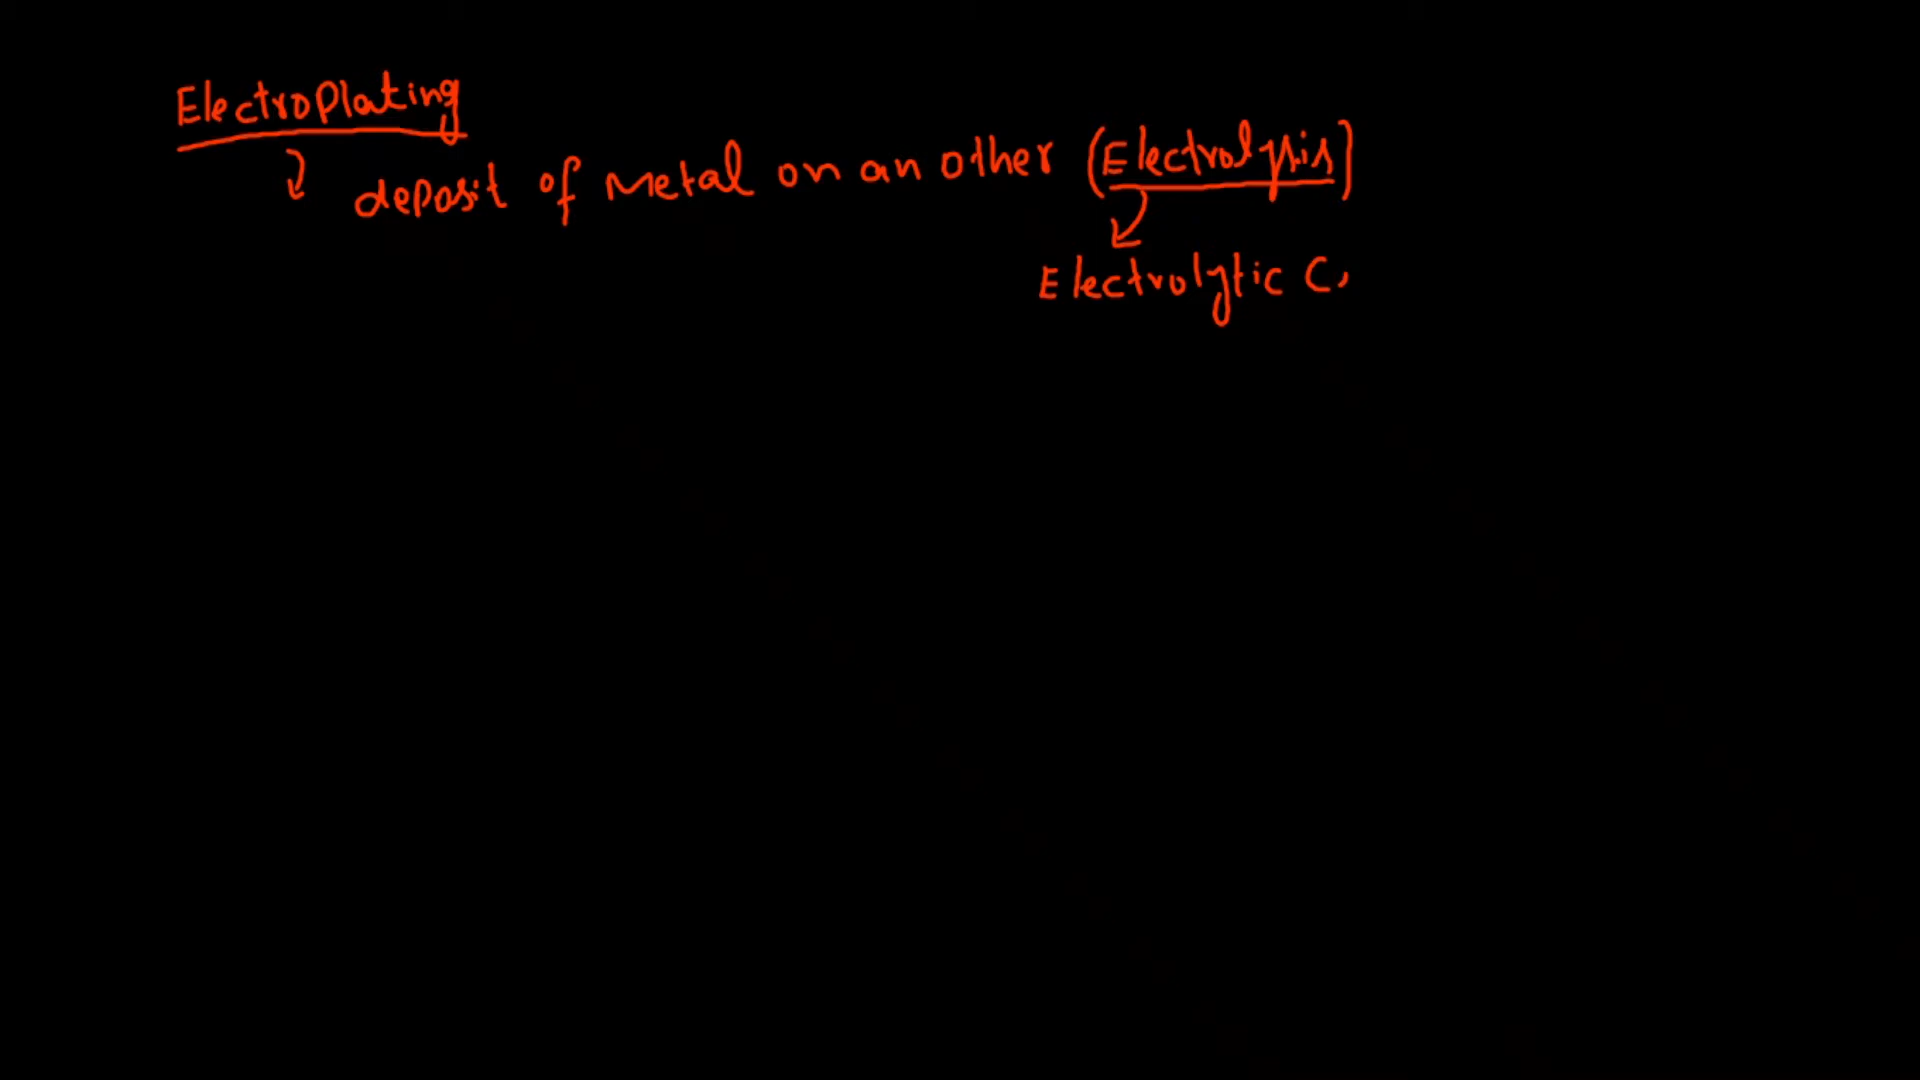 ElectroPlating
deposit of Metal on an other (Electrolysis)
Electrolytic C,